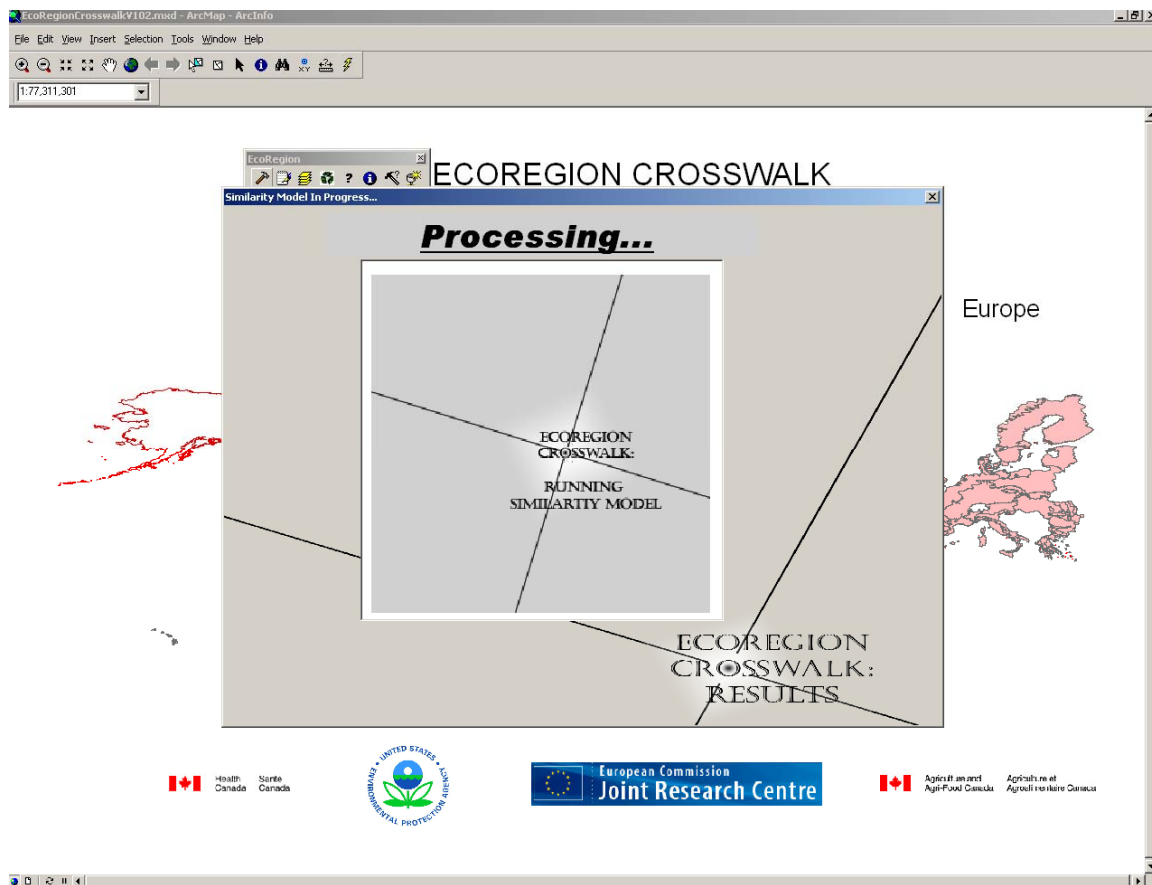 EcoRegionCrosswalkV102.mxd - ArcMap - ArcInfo
File Edit View Insert Selection Tools Window Help
1:77,311,301
EcoRegion
ECOREGION CROSSWALK
Similarity Model In Progress...
Processing...
Europe
ECOREGION
CROSSWALK:
RUNNING
SIMILARTIY MODEL
ECOREGION
CROSSWALK:
RESULTS
Health Canada
Santé Canada
UNITED STATES
ENVIRONMENTAL PROTECTION AGENCY
European Commission
Joint Research Centre
Agriculture and
Agri-Food Canada
Agriculture et
Agroalimentaire Canada